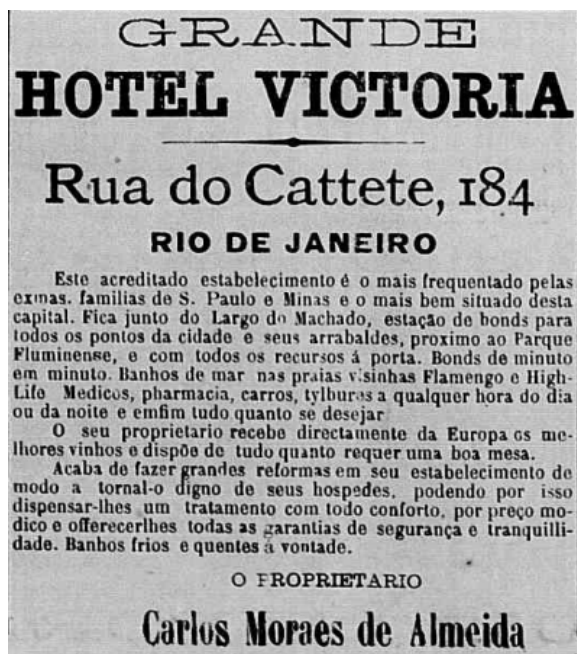 GRANDE
HOTEL VICTORIA
Rua do Cattete, 184
RIO DE JANEIRO
Este acreditado estabelecimento é o mais frequentado pelas
exmas. familias de S. Paulo e Minas e o mais bem situado desta
capital. Fica junto do Largo do Machado, estação de bonds para
todos os pontos da cidade e seus arrabaldes, proximo ao Parque
Fluminense, e com todos os recursos á porta. Bonds de minuto
em minuto. Banhos de mar nas praias visinhas Flamengo e High-
Life Medicos, pharmacia, carros, tylburys a qualquer hora do dia
ou da noite e emfim tudo quanto se desejar
O seu proprietario recebe directamente da Europa os me-
lhores vinhos e dispõe de tudo quanto requer uma boa mesa.
Acaba de fazer grandes reformas em seu estabelecimento de
modo a tornal-o digno de seus hospedes, podendo por isso
dispensar-lhes um tratamento com todo conforto, por preço mo-
dico e offerecerlhes todas as garantias de segurança e tranquilli-
dade. Banhos frios e quentes á vontade.
O PROPRIETARIO
Carlos Moraes de Almeida